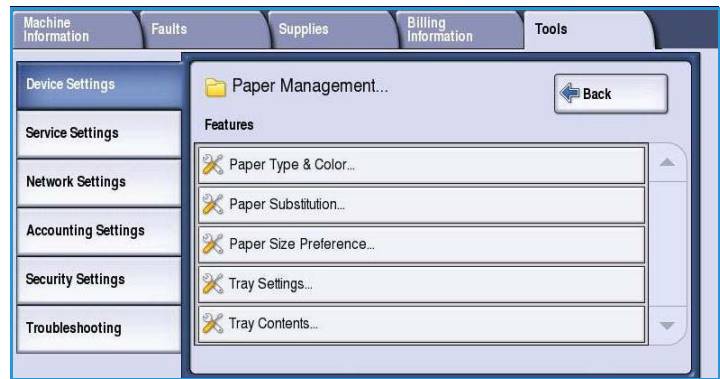 Machine
Information
Faults
Supplies
Billing
Information
Tools
Device Settings
Service Settings
Network Settings
Accounting Settings
Security Settings
Troubleshooting
Paper Management...
Back
Features
Paper Type & Color...
Paper Substitution...
Paper Size Preference...
Tray Settings...
Tray Contents...